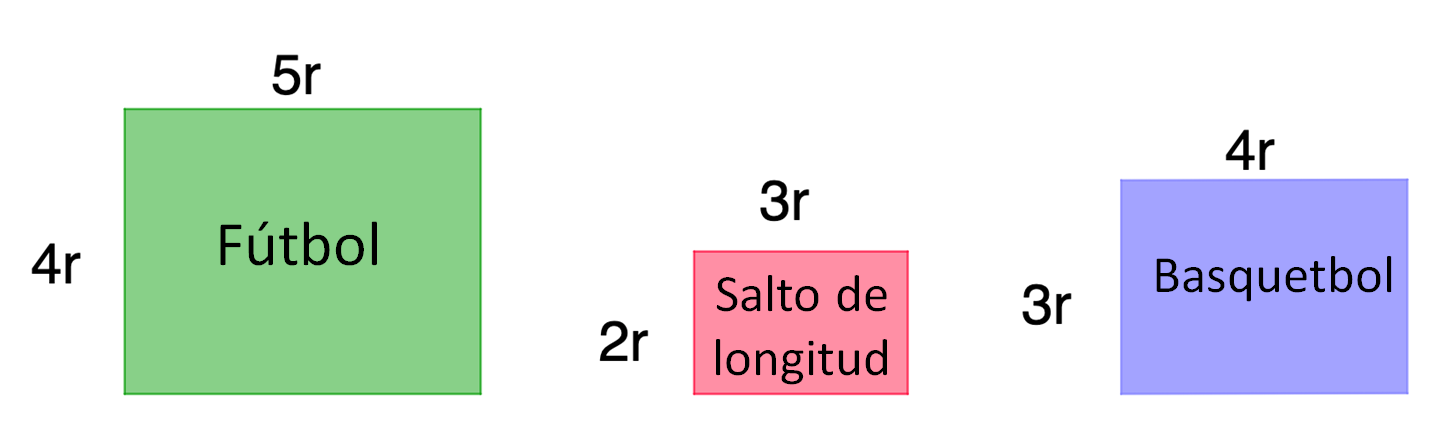 5r
4r
Fútbol
3r
2r
Salto de
longitud
4r
3r
Basquetbol